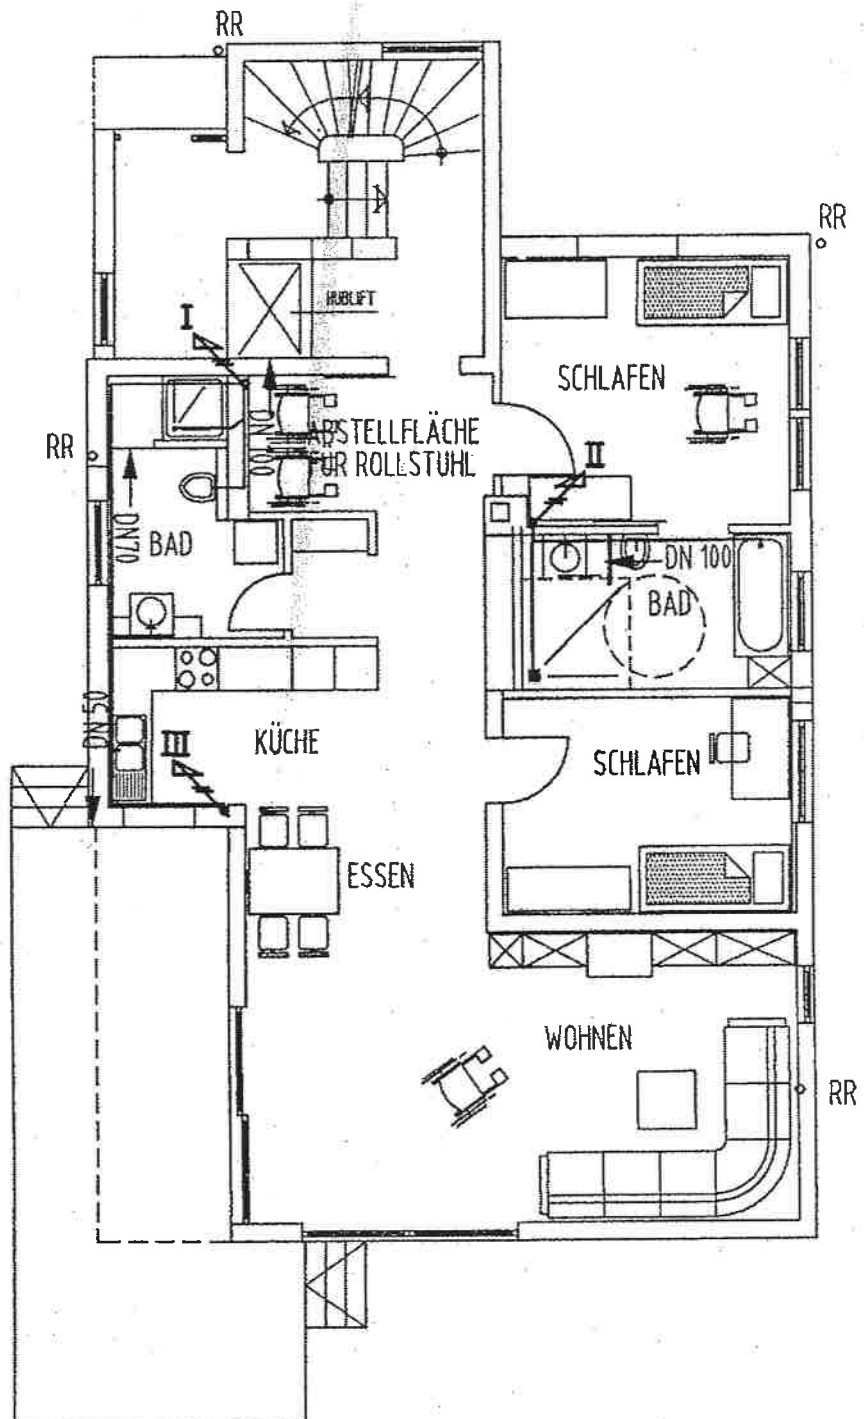 RR
RR
HUBLIFT
I
SCHLAFEN
RR
ABSTELLFLÄCHE
FÜR ROLLSTUHL
II
DN 100
DN70
BAD
DN 100
BAD
DN 50
III
KÜCHE
SCHLAFEN
ESSEN
WOHNEN
RR